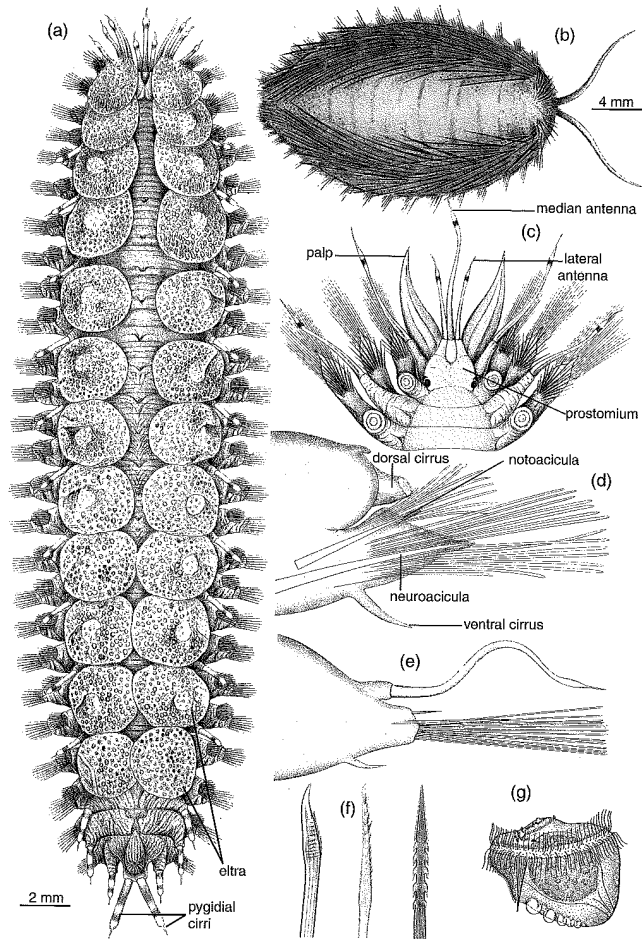 (a)
(b)
4 mm
median antenna
(c)
palp
lateral
antenna
prostomium
dorsal cirrus
notoacicula
(d)
neuroacicula
ventral cirrus
(e)
(f)
(g)
eltra
2 mm
pygidial
cirri